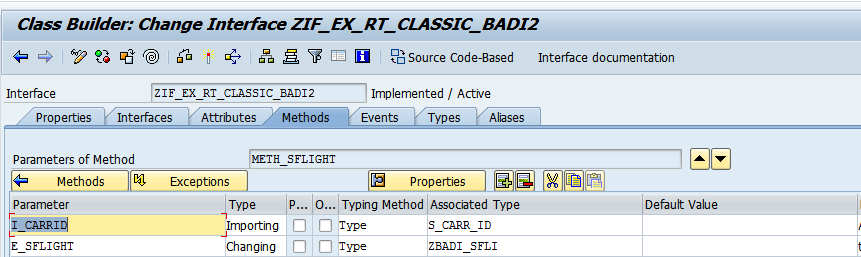 Class Builder: Change Interface ZIF_EX_RT_CLASSIC_BADI2
Source Code-Based Interface documentation
Interface ZIF_EX_RT_CLASSIC_BADI2 Implemented / Active
Properties Interfaces Attributes Methods Events Types Aliases
Parameters of Method METH_SFLIGHT
Methods Exceptions Properties
Parameter Type P... O... Typing Method Associated Type Default Value
I_CARRID Importing Type S_CARR_ID
E_SFLIGHT Changing Type ZBADI_SFLI